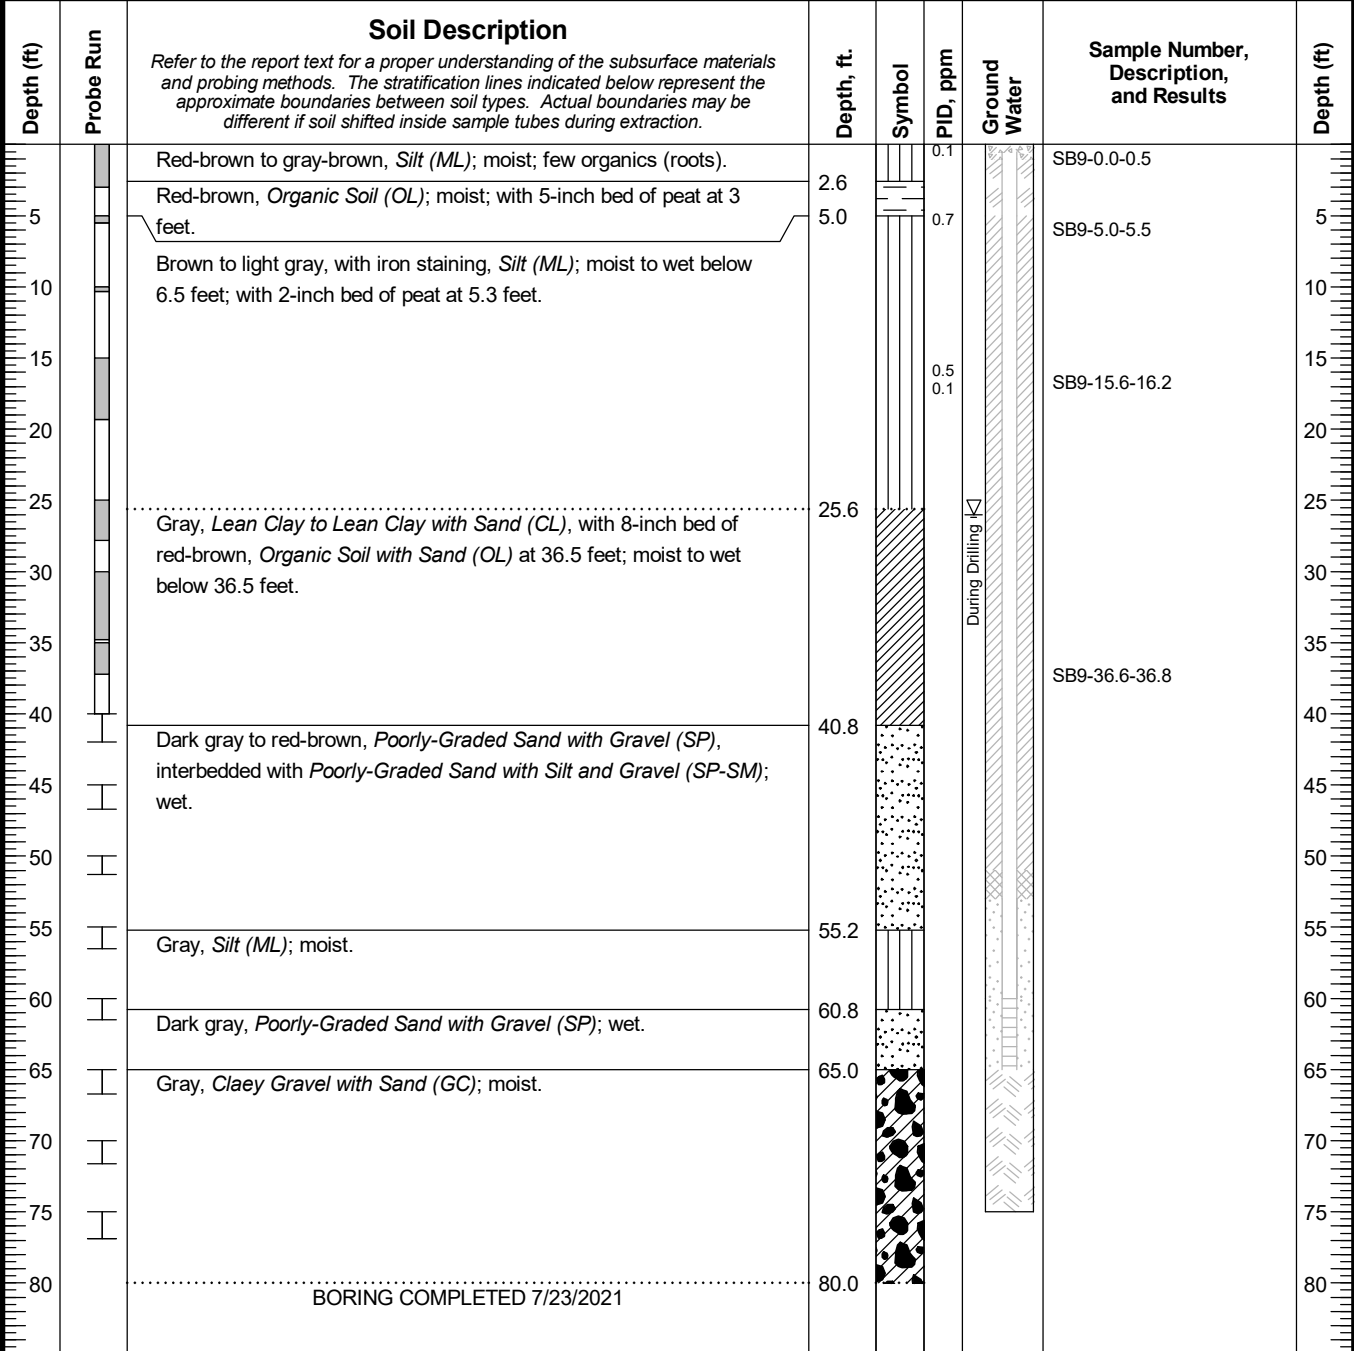 Depth (ft)
Probe Run
Soil Description
Refer to the report text for a proper understanding of the subsurface materials
and probing methods. The stratification lines indicated below represent the
approximate boundaries between soil types. Actual boundaries may be
different if soil shifted inside sample tubes during extraction.
Depth, ft.
Symbol
PID, ppm
Ground
Water
Sample Number,
Description,
and Results
Depth (ft)
Red-brown to gray-brown, Silt (ML); moist; few organics (roots).
0.1
SB9-0.0-0.5
2.6
Red-brown, Organic Soil (OL); moist; with 5-inch bed of peat at 3
feet.
5
5.0
0.7
SB9-5.0-5.5
5
Brown to light gray, with iron staining, Silt (ML); moist to wet below
6.5 feet; with 2-inch bed of peat at 5.3 feet.
10
10
15
15
0.5
0.1
SB9-15.6-16.2
20
20
25
25.6
25
Gray, Lean Clay to Lean Clay with Sand (CL), with 8-inch bed of
red-brown, Organic Soil with Sand (OL) at 36.5 feet; moist to wet
below 36.5 feet.
During Drilling
30
30
35
35
SB9-36.6-36.8
40
40.8
40
Dark gray to red-brown, Poorly-Graded Sand with Gravel (SP),
interbedded with Poorly-Graded Sand with Silt and Gravel (SP-SM);
wet.
45
45
50
50
55
55.2
55
Gray, Silt (ML); moist.
60
60.8
60
Dark gray, Poorly-Graded Sand with Gravel (SP); wet.
65
65.0
65
Gray, Claey Gravel with Sand (GC); moist.
70
70
75
75
80
80.0
80
BORING COMPLETED 7/23/2021